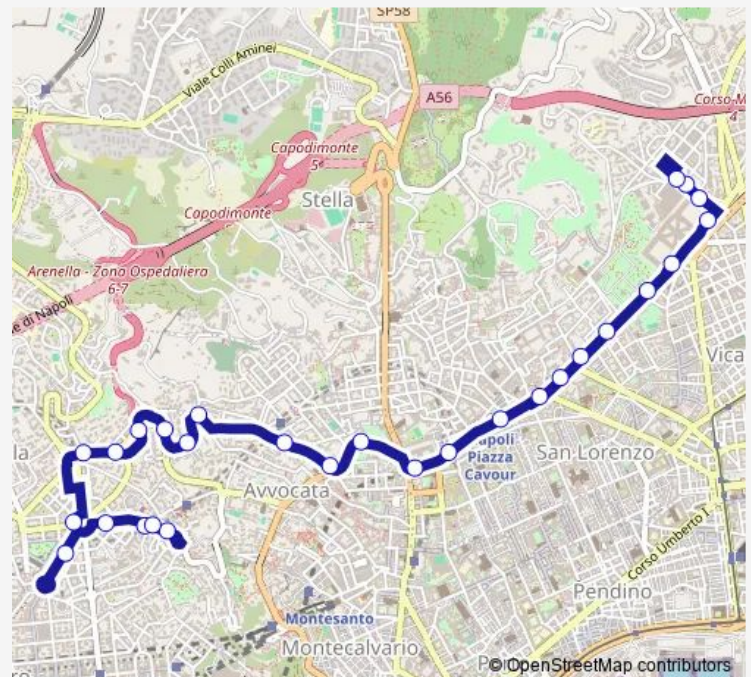 SP58
Viale Colli Aminei
A56
Corso M
4
Capodimonte
5
Stella
Capodimonte
Arenella - Zona Ospedaliera
6-7
e di Napoli
Vica
lla
apoli
Piazza
Cavour
San Lorenzo
Avvocata
Corso Umberto I
Pendino
Montesanto
Montecalvario
© OpenStreetMap contributors